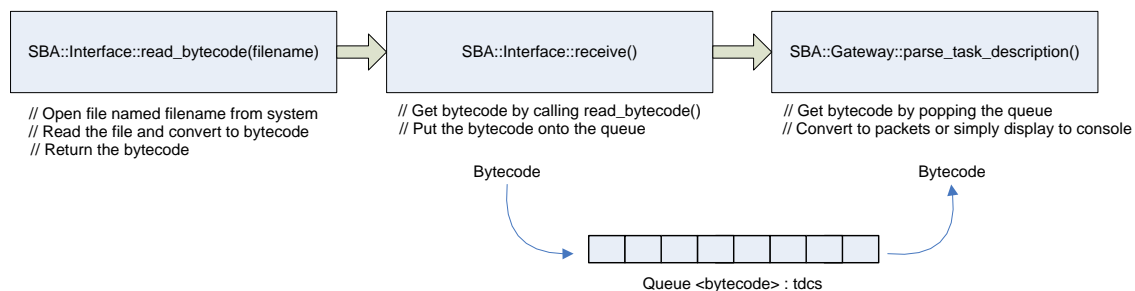 SBA::Interface::read_bytecode(filename)
SBA::Interface::receive()
SBA::Gateway::parse_task_description()
// Open file named filename from system
// Read the file and convert to bytecode
// Return the bytecode
// Get bytecode by calling read_bytecode()
// Put the bytecode onto the queue
// Get bytecode by popping the queue
// Convert to packets or simply display to console
Bytecode
Bytecode
Queue <bytecode> : tdcs